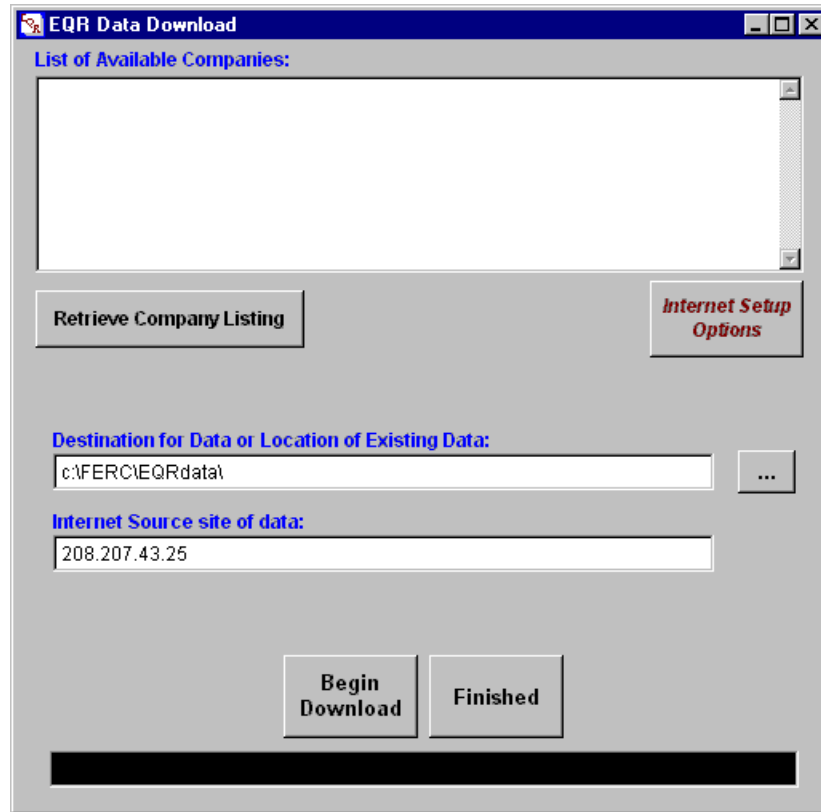 EQR Data Download
List of Available Companies:
Retrieve Company Listing
Internet Setup
Options
Destination for Data or Location of Existing Data:
c:\FERC\EQRdata\
...
Internet Source site of data:
208.207.43.25
Begin
Download
Finished